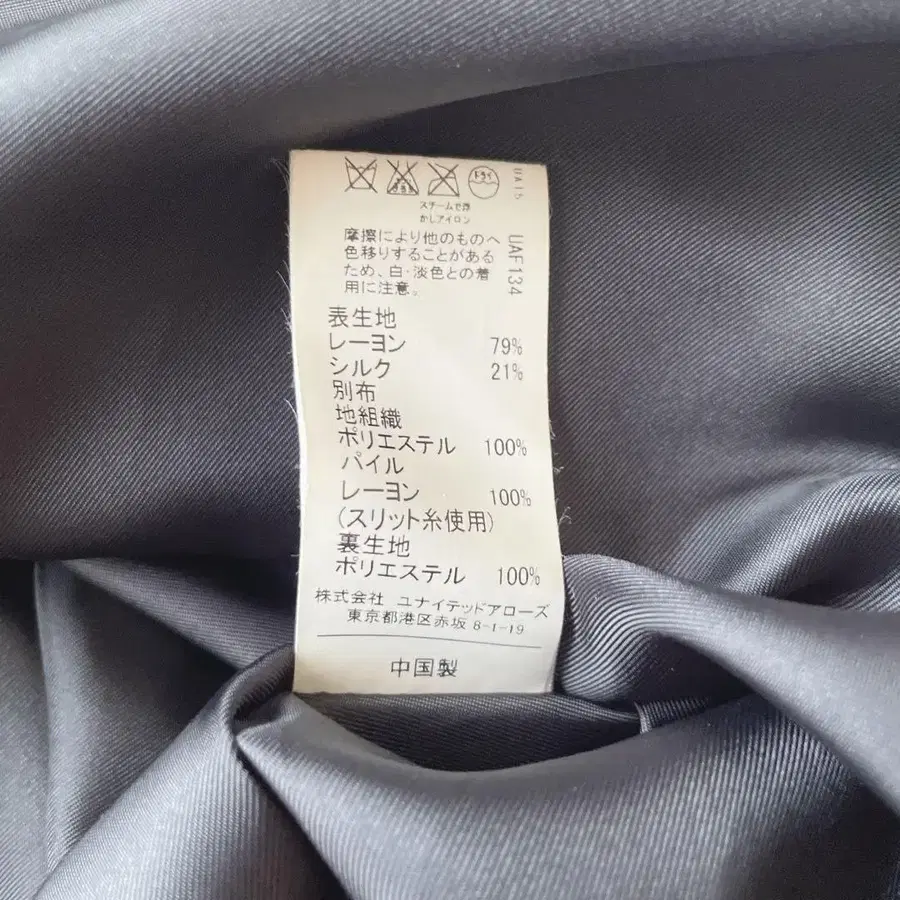 ドライ
スチームで浮
かしアイロン
UA15
UAF134
摩擦により他のものへ
色移りすることがある
ため、白・淡色との着
用に注意。
表生地
レーヨン 79%
シルク 21%
別布
地組織
ポリエステル 100%
パイル
レーヨン 100%
(スリット糸使用)
裏生地
ポリエステル 100%
株式会社 ユナイテッドアローズ
東京都港区赤坂 8-1-19
中国製